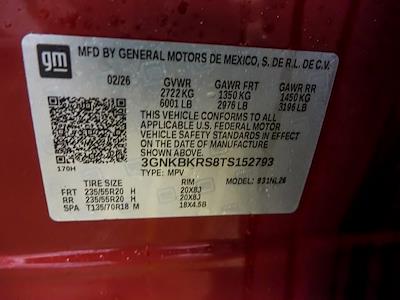 gm
MFD BY GENERAL MOTORS DE MEXICO, S. DE R.L. DE C.V.
02/26 GVWR GAWR FRT GAWR RR
2722 KG 1350 KG 1450 KG
6001 LB 2976 LB 3196 LB
THIS VEHICLE CONFORMS TO ALL
APPLICABLE U.S. FEDERAL MOTOR
VEHICLE SAFETY STANDARDS IN EFFECT
ON THE DATE OF MANUFACTURE SHOWN ABOVE.
3GNKBKRS8TS152793
170H TYPE: MPV MODEL: 831NL26
TIRE SIZE RIM
FRT 235/55R20 H 20X8J
RR 235/55R20 H 20X8J
SPA T135/70R18 M 18X4.5B